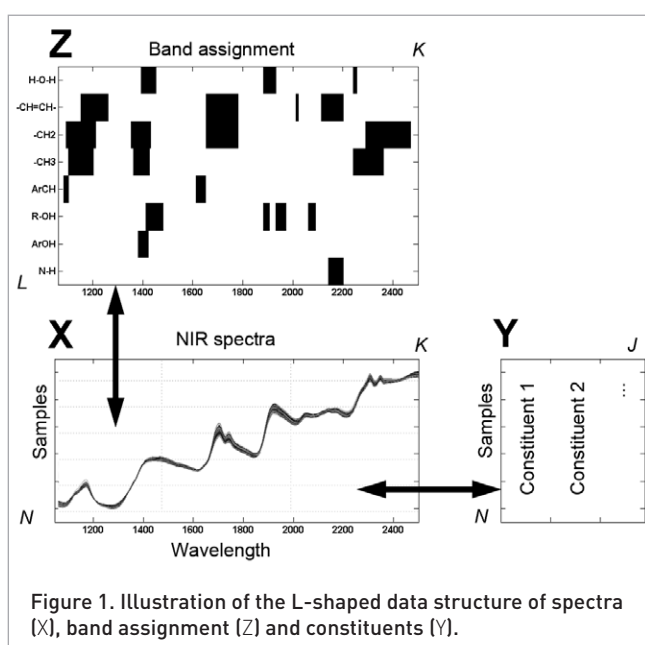 Z Band assignment K
H-O-H
-CH=CH-
-CH2
-CH3
ArCH
R-OH
ArOH
N-H
L
1200 1400 1600 1800 2000 2200 2400
X NIR spectra K
Samples
N
1200 1400 1600 1800 2000 2200 2400
Wavelength
Y J
Samples
Constituent 1
Constituent 2
...
N
Figure 1. Illustration of the L-shaped data structure of spectra
(X), band assignment (Z) and constituents (Y).